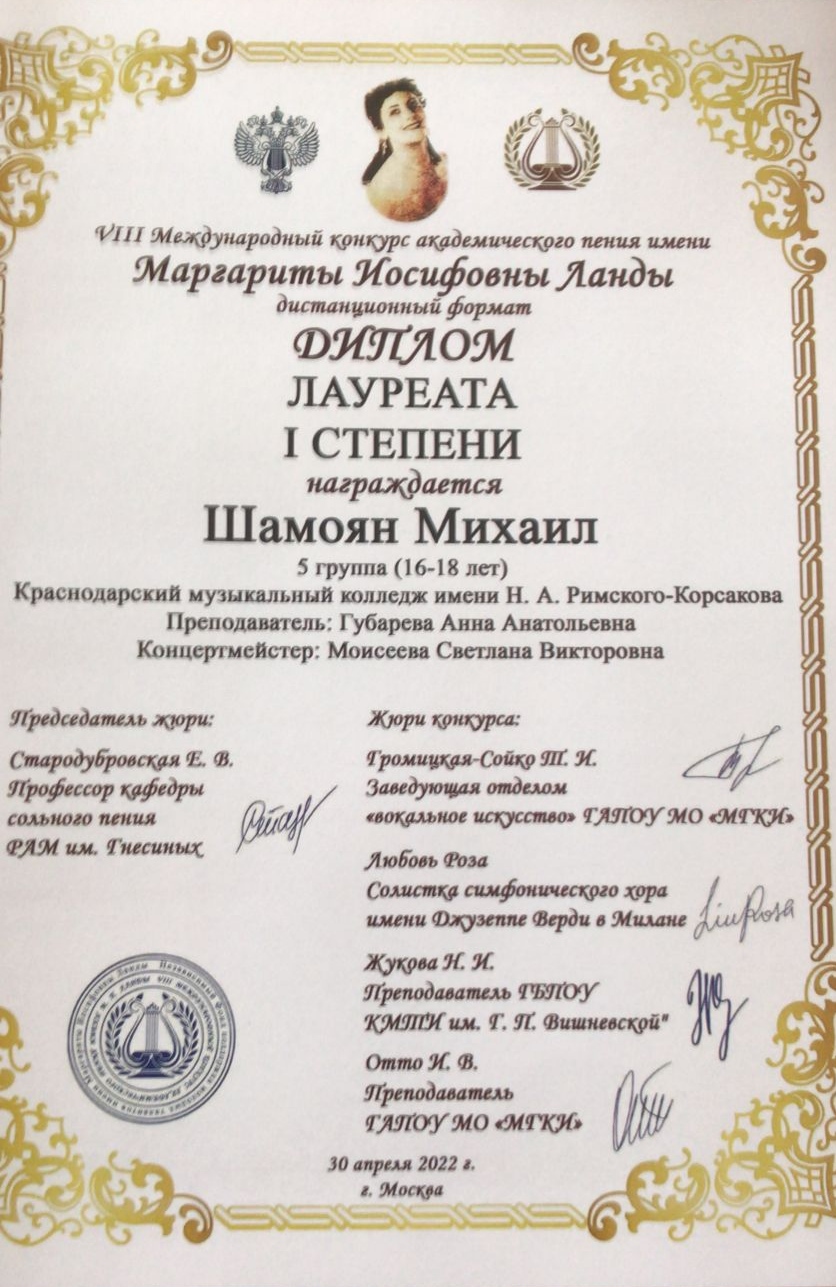 VIII Международный конкурс академического пения имени
Маргариты Иосифовны Ланды
дистанционный формат
ДИПЛОМ
ЛАУРЕАТА
I СТЕПЕНИ
награждается
Шамоян Михаил
5 группа (16-18 лет)
Краснодарский музыкальный колледж имени Н. А. Римского-Корсакова
Преподаватель: Губарева Анна Анатольевна
Концертмейстер: Моисеева Светлана Викторовна
Председатель жюри:
Стародубровская Е. В.
Профессор кафедры
сольного пения
РАМ им. Гнесиных
Жюри конкурса:
Громицкая-Сойко Т. И.
Заведующая отделом
«вокальное искусство» ГАПОУ МО «МГКИ»
Любовь Роза
Солистка симфонического хора
имени Джузеппе Верди в Милане
LiuRosa
Жукова Н. И.
Преподаватель ГБПОУ
КМТИ им. Г. П. Вишневской"
Отто И. В.
Преподаватель
ГАПОУ МО «МГКИ»
30 апреля 2022 г.
г. Москва